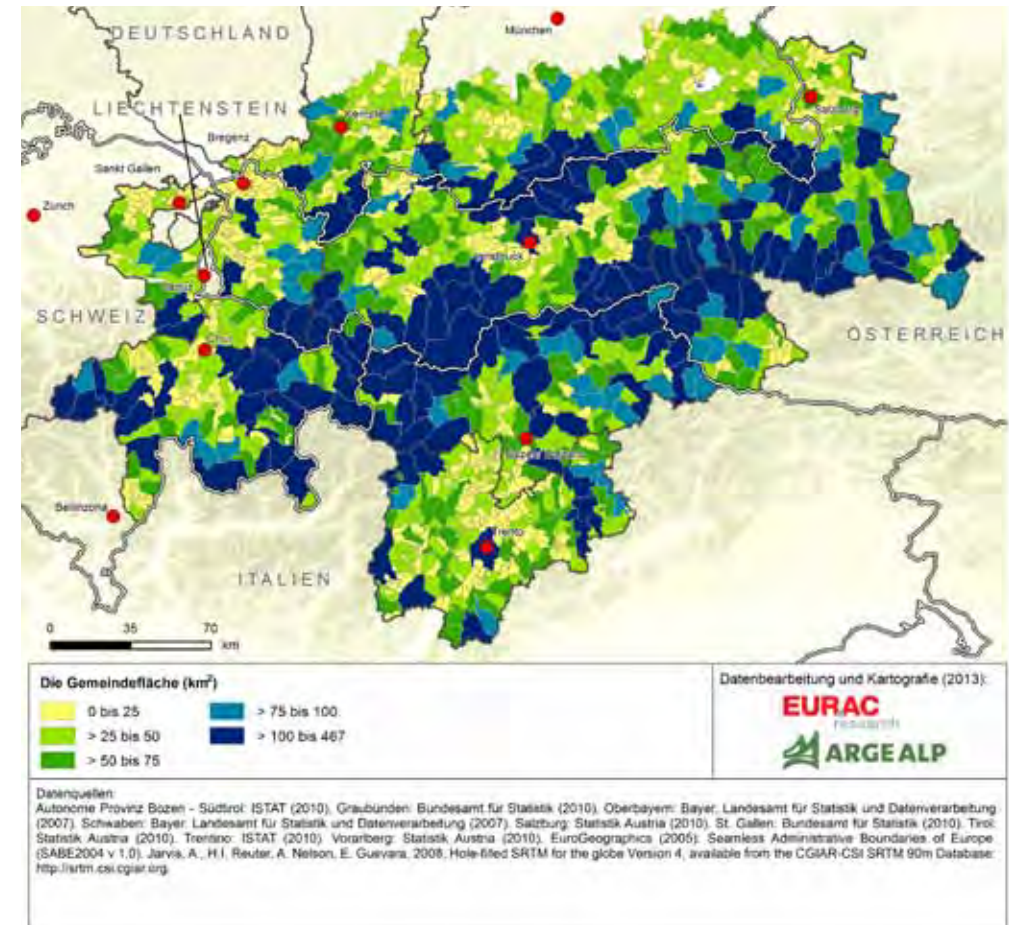 DEUTSCHLAND
München
LIECHTENSTEIN
Kempten
Salzburg
Bregenz
Sankt Gallen
Zürich
Innsbruck
Vaduz
SCHWEIZ
ÖSTERREICH
Chur
Bellinzona
Trento
ITALIEN
0 35 70
km
Die Gemeindefläche (km²)
0 bis 25
> 25 bis 50
> 50 bis 75
> 75 bis 100
> 100 bis 467
Datenbearbeitung und Kartografie (2013):
EURAC
research
ARGE ALP
Datenquellen:
Autonome Provinz Bozen - Südtirol: ISTAT (2010). Graubünden: Bundesamt für Statistik (2010). Oberbayern: Bayer. Landesamt für Statistik und Datenverarbeitung
(2007). Schwaben: Bayer. Landesamt für Statistik und Datenverarbeitung (2007). Salzburg: Statistik Austria (2010). St. Gallen: Bundesamt für Statistik (2010). Tirol:
Statistik Austria (2010). Trentino: ISTAT (2010). Vorarlberg: Statistik Austria (2010). EuroGeographics (2005): Seamless Administrative Boundaries of Europe
(SABE2004 v 1.0). Jarvis, A., H.I. Reuter, A. Nelson, E. Guevara, 2008, Hole-filled SRTM for the globe Version 4, available from the CGIAR-CSI SRTM 90m Database:
http://srtm.csi.cgiar.org.